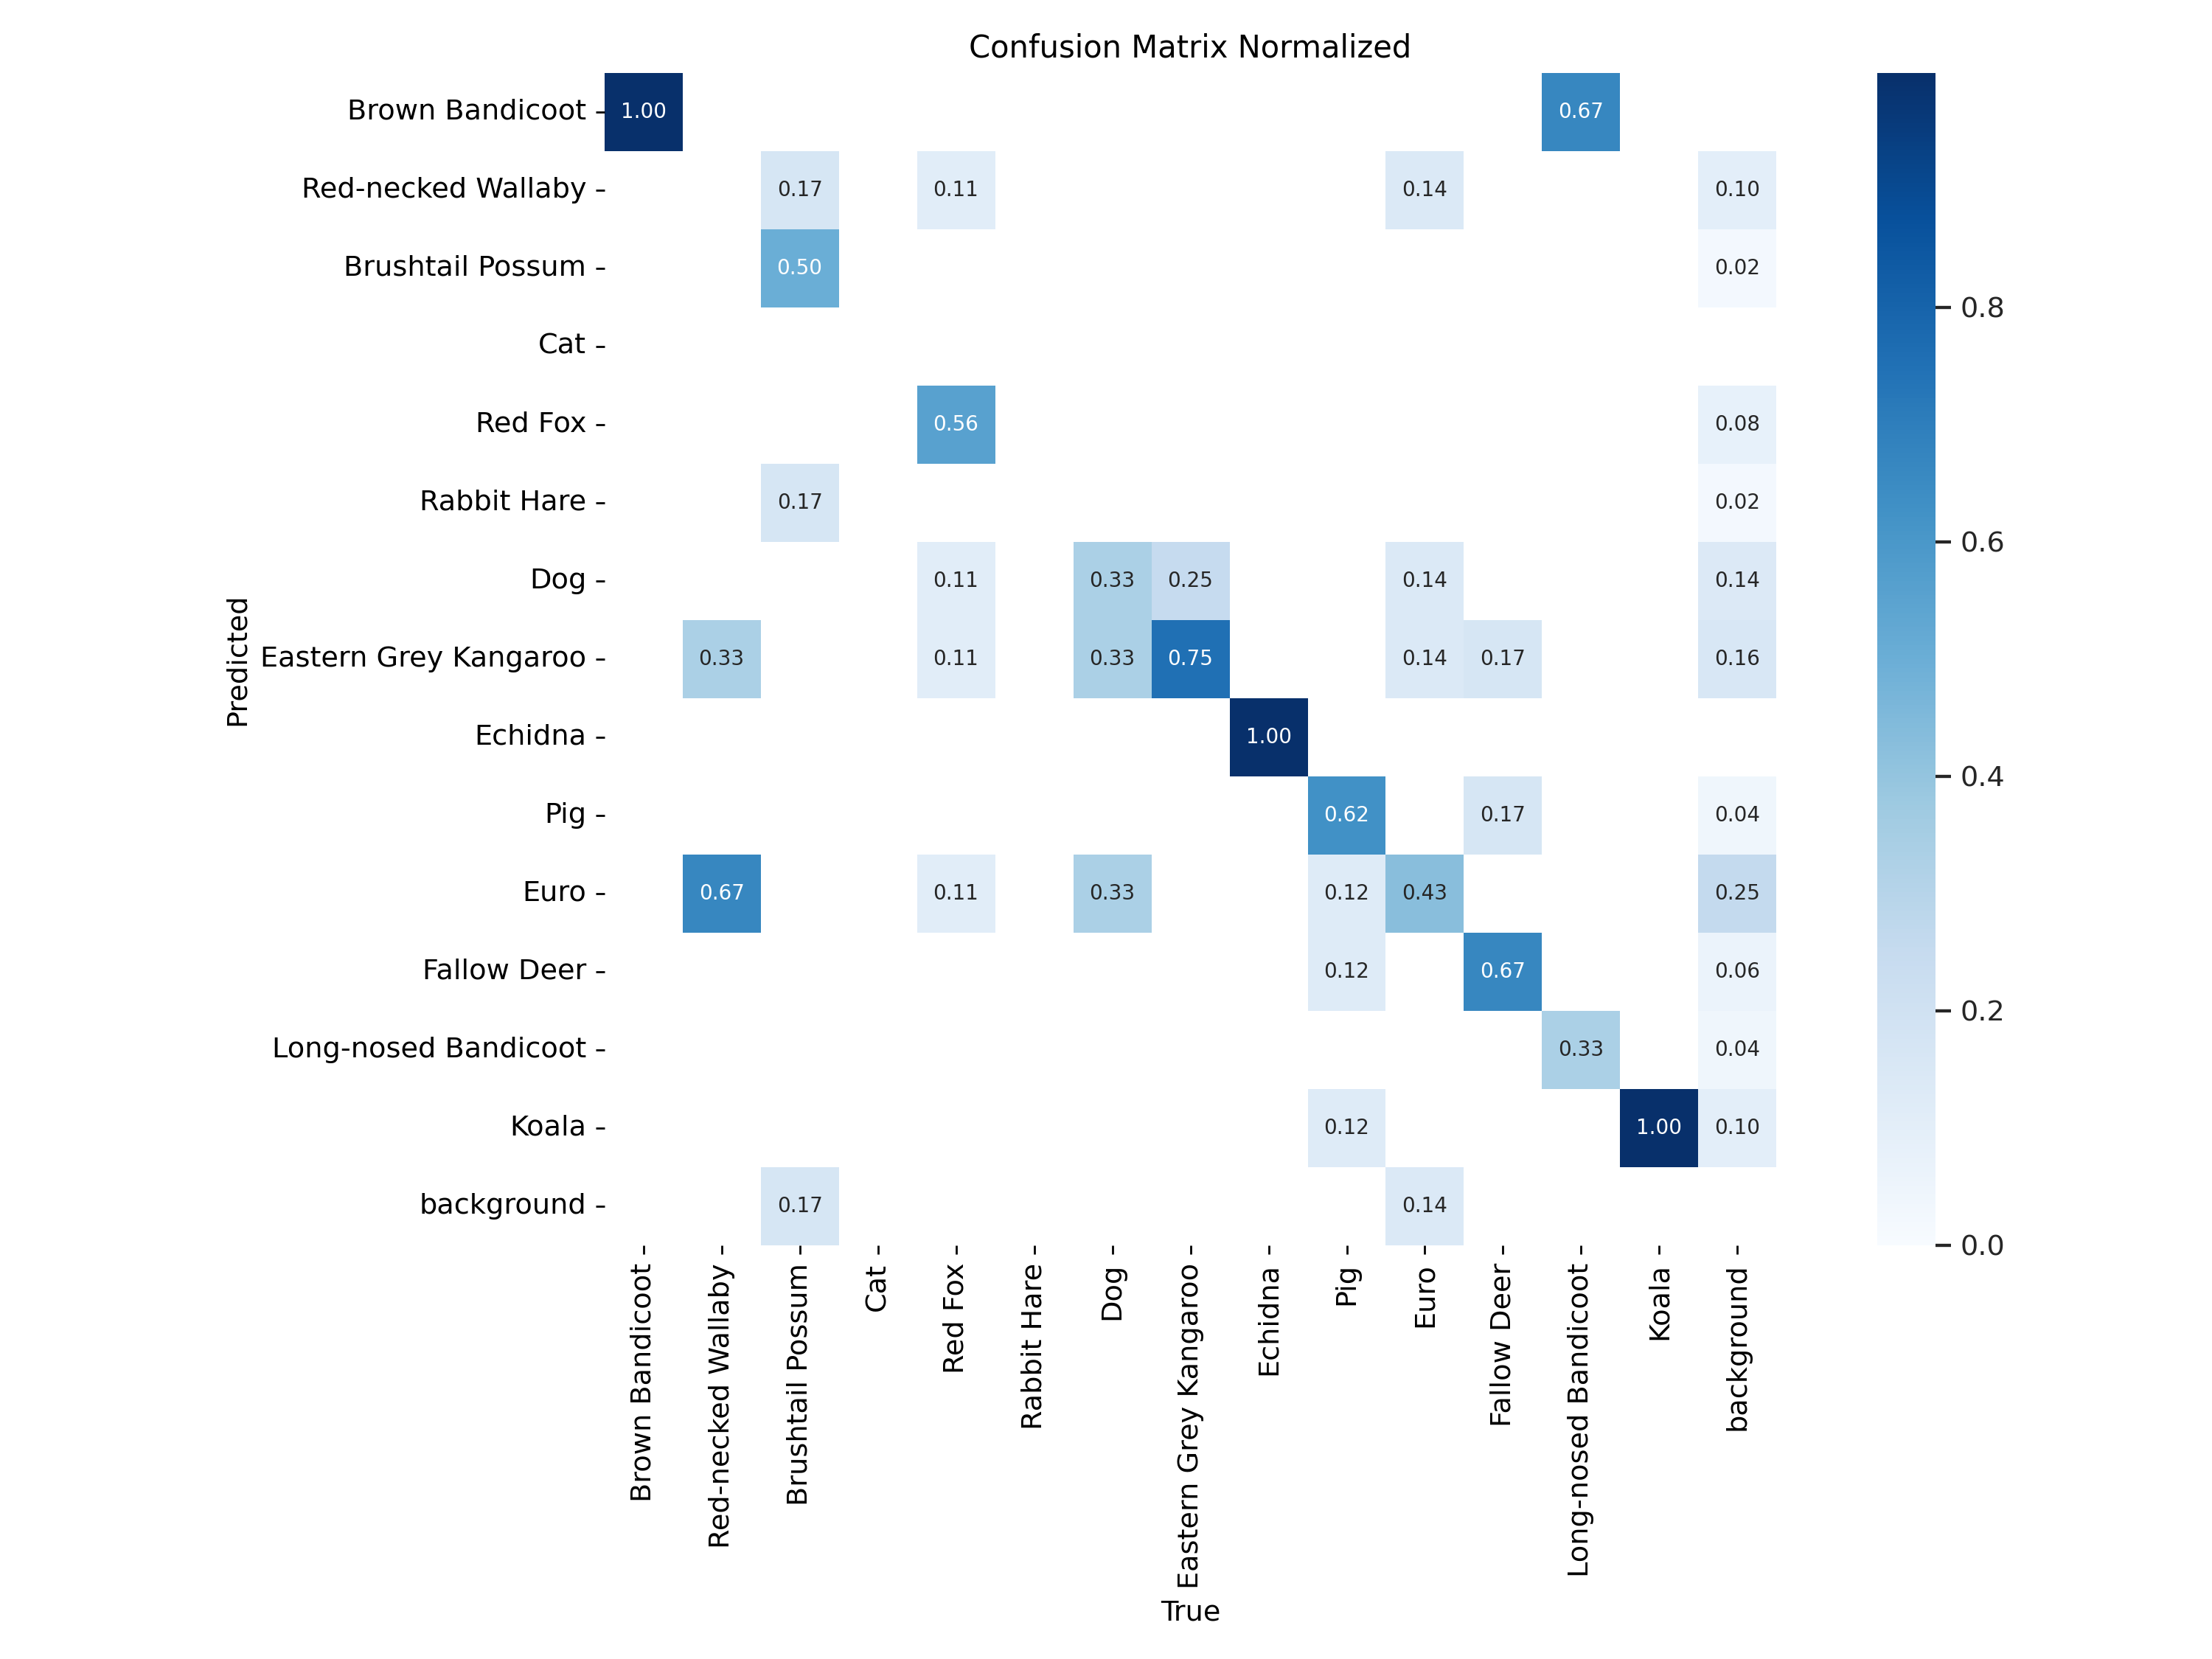 Confusion Matrix Normalized
Brown Bandicoot 1.00 0.67
Red-necked Wallaby 0.17 0.11 0.14 0.10
Brushtail Possum 0.50 0.02
0.8
Cat
Red Fox 0.56 0.08
Rabbit Hare 0.17 0.02
0.6
Dog 0.11 0.33 0.25 0.14 0.14
Predicted
Eastern Grey Kangaroo 0.33 0.11 0.33 0.75 0.14 0.17 0.16
Echidna 1.00
0.4
Pig 0.62 0.17 0.04
Euro 0.67 0.11 0.33 0.12 0.43 0.25
Fallow Deer 0.12 0.67 0.06
0.2
Long-nosed Bandicoot 0.33 0.04
Koala 0.12 1.00 0.10
background 0.17 0.14
0.0
Brown Bandicoot
Red-necked Wallaby
Brushtail Possum
Cat
Red Fox
Rabbit Hare
Dog
Eastern Grey Kangaroo
Echidna
Pig
Euro
Fallow Deer
Long-nosed Bandicoot
Koala
background
True